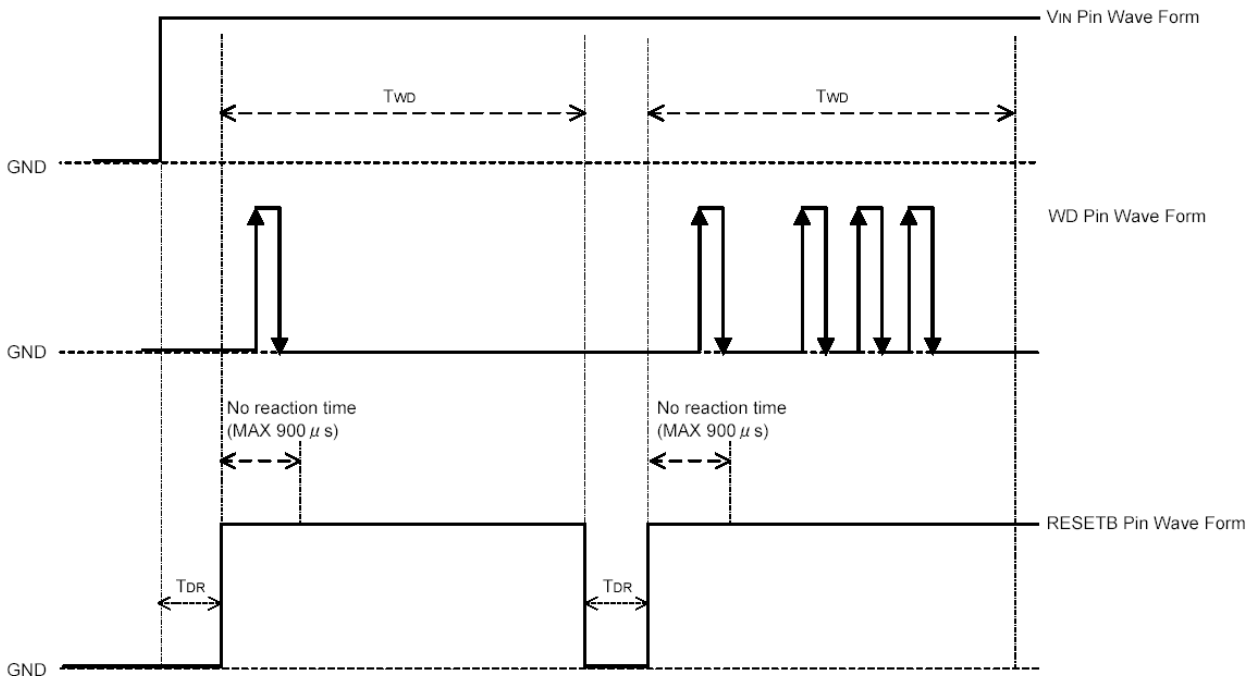 VIN Pin Wave Form
TWD
TWD
GND
WD Pin Wave Form
GND
No reaction time
(MAX 900 μ s)
No reaction time
(MAX 900 μ s)
RESETB Pin Wave Form
TDR
TDR
GND